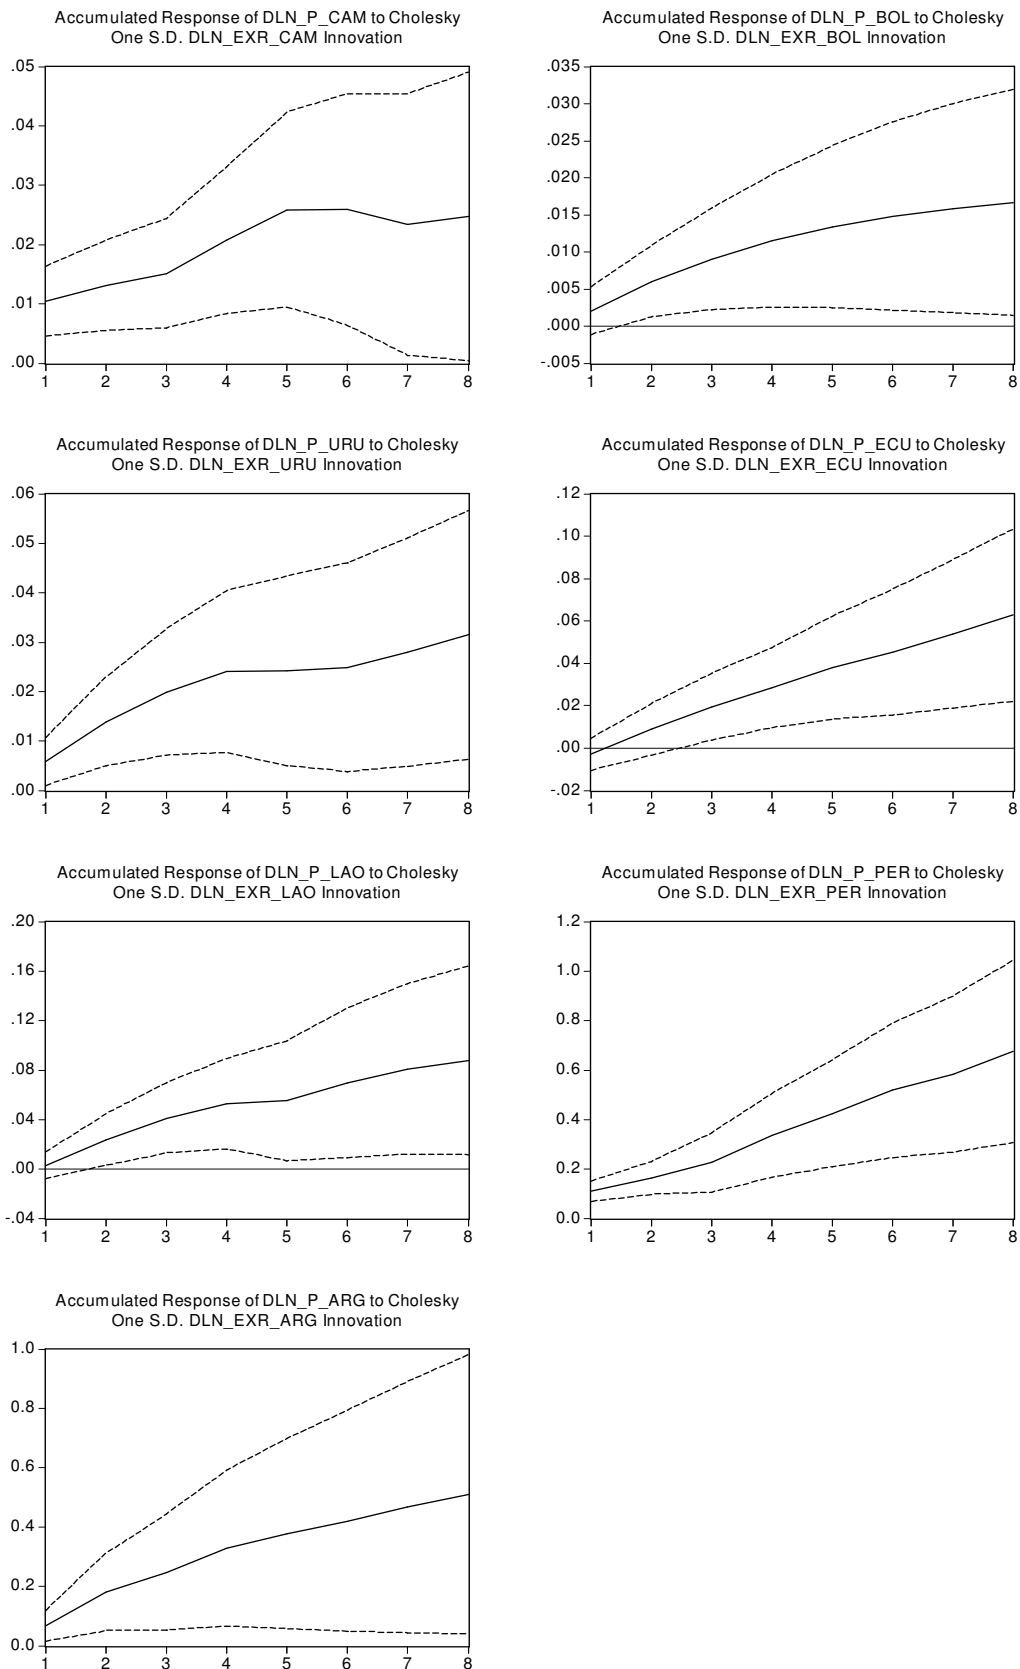 Accumulated Response of DLN_P_CAM to Cholesky
One S.D. DLN_EXR_CAM Innovation
.05
.04
.03
.02
.01
.00
1 2 3 4 5 6 7 8
Accumulated Response of DLN_P_BOL to Cholesky
One S.D. DLN_EXR_BOL Innovation
.035
.030
.025
.020
.015
.010
.005
.000
-.005
1 2 3 4 5 6 7 8
Accumulated Response of DLN_P_URU to Cholesky
One S.D. DLN_EXR_URU Innovation
.06
.05
.04
.03
.02
.01
.00
1 2 3 4 5 6 7 8
Accumulated Response of DLN_P_ECU to Cholesky
One S.D. DLN_EXR_ECU Innovation
.12
.10
.08
.06
.04
.02
.00
-.02
1 2 3 4 5 6 7 8
Accumulated Response of DLN_P_LAO to Cholesky
One S.D. DLN_EXR_LAO Innovation
.20
.16
.12
.08
.04
.00
-.04
1 2 3 4 5 6 7 8
Accumulated Response of DLN_P_PER to Cholesky
One S.D. DLN_EXR_PER Innovation
1.2
1.0
0.8
0.6
0.4
0.2
0.0
1 2 3 4 5 6 7 8
Accumulated Response of DLN_P_ARG to Cholesky
One S.D. DLN_EXR_ARG Innovation
1.0
0.8
0.6
0.4
0.2
0.0
1 2 3 4 5 6 7 8